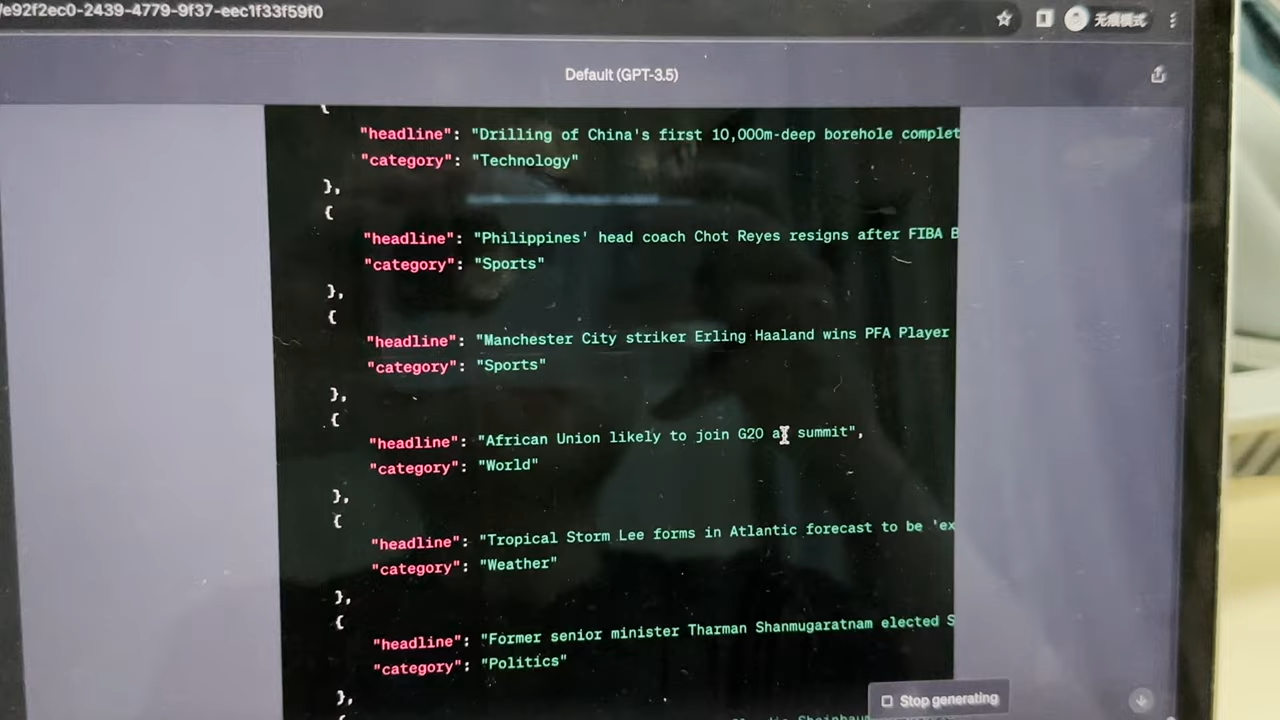 /e92f2ec0-2439-4779-9f37-eec1f33f59f0
无痕模式
Default (GPT-3.5)
{
"headline": "Drilling of China's first 10,000m-deep borehole complet
"category": "Technology"
},
{
"headline": "Philippines' head coach Chot Reyes resigns after FIBA B
"category": "Sports"
},
{
"headline": "Manchester City striker Erling Haaland wins PFA Player
"category": "Sports"
},
{
"headline": "African Union likely to join G20 at summit",
"category": "World"
},
{
"headline": "Tropical Storm Lee forms in Atlantic forecast to be 'ex
"category": "Weather"
},
{
"headline": "Former senior minister Tharman Shanmugaratnam elected S
"category": "Politics"
},
{
Stop generating